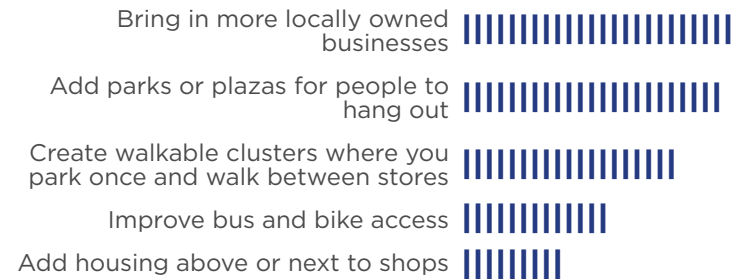 Bring in more locally owned
businesses
Add parks or plazas for people to
hang out
Create walkable clusters where you
park once and walk between stores
Improve bus and bike access
Add housing above or next to shops